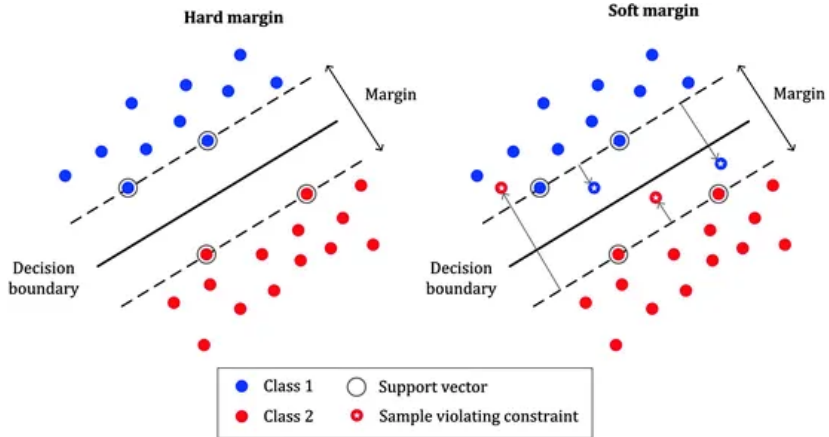 Hard margin
Soft margin
Margin
Margin
Decision
boundary
Decision
boundary
Class 1
Support vector
Class 2
Sample violating constraint